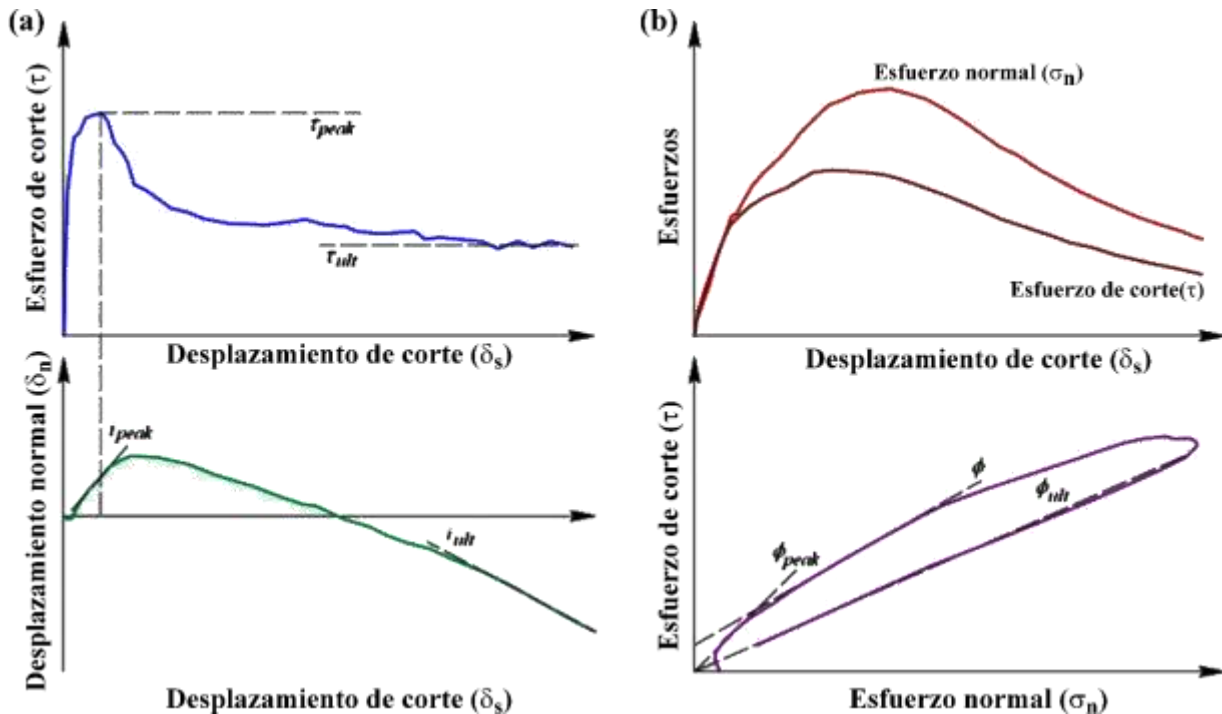 (a)
Esfuerzo de corte (τ)
τpeak
τult
Desplazamiento de corte (δs)
Desplazamiento normal (δn)
ιpeak
iult
Desplazamiento de corte (δs)
(b)
Esfuerzos
Esfuerzo normal (σn)
Esfuerzo de corte(τ)
Desplazamiento de corte (δs)
Esfuerzo de corte (τ)
ϕpeak
ϕ
ϕult
Esfuerzo normal (σn)